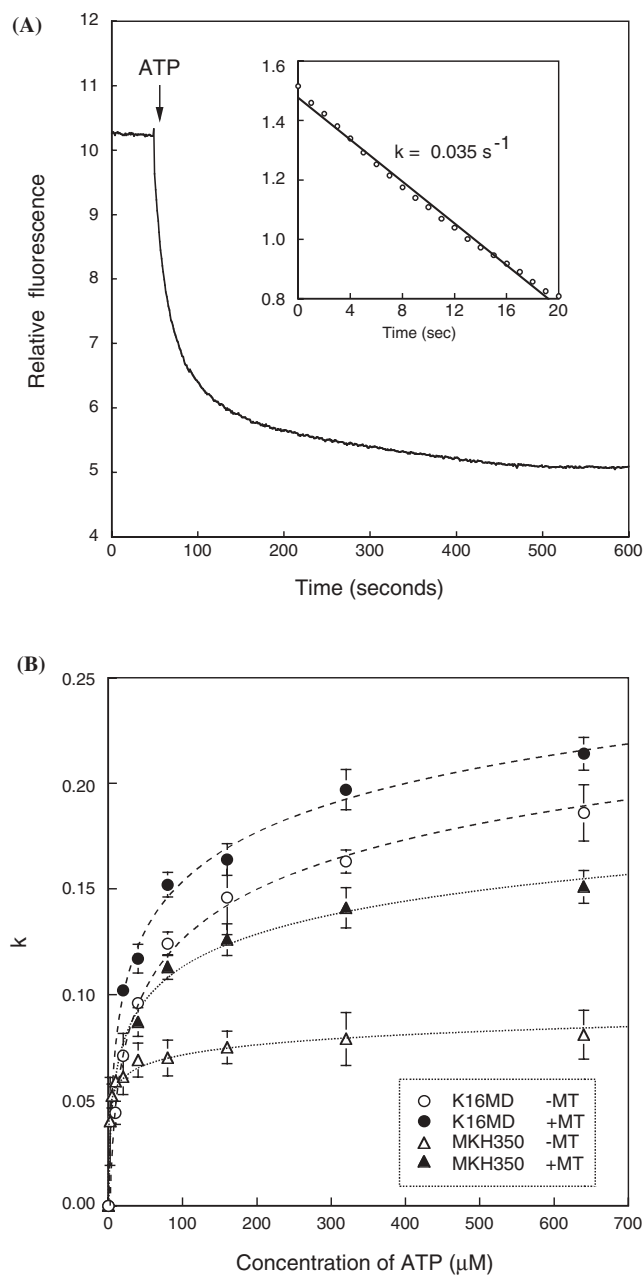 (A)
12
11
10
9
8
7
6
5
4
Relative fluorescence
ATP
1.6
1.4
1.2
1.0
0.8
k = 0.035 s-1
0 4 8 12 16 20
Time (sec)
0 100 200 300 400 500 600
Time (seconds)
(B)
0.25
0.20
0.15
0.10
0.05
0.00
k
K16MD -MT
K16MD +MT
MKH350 -MT
MKH350 +MT
0 100 200 300 400 500 600 700
Concentration of ATP (μM)